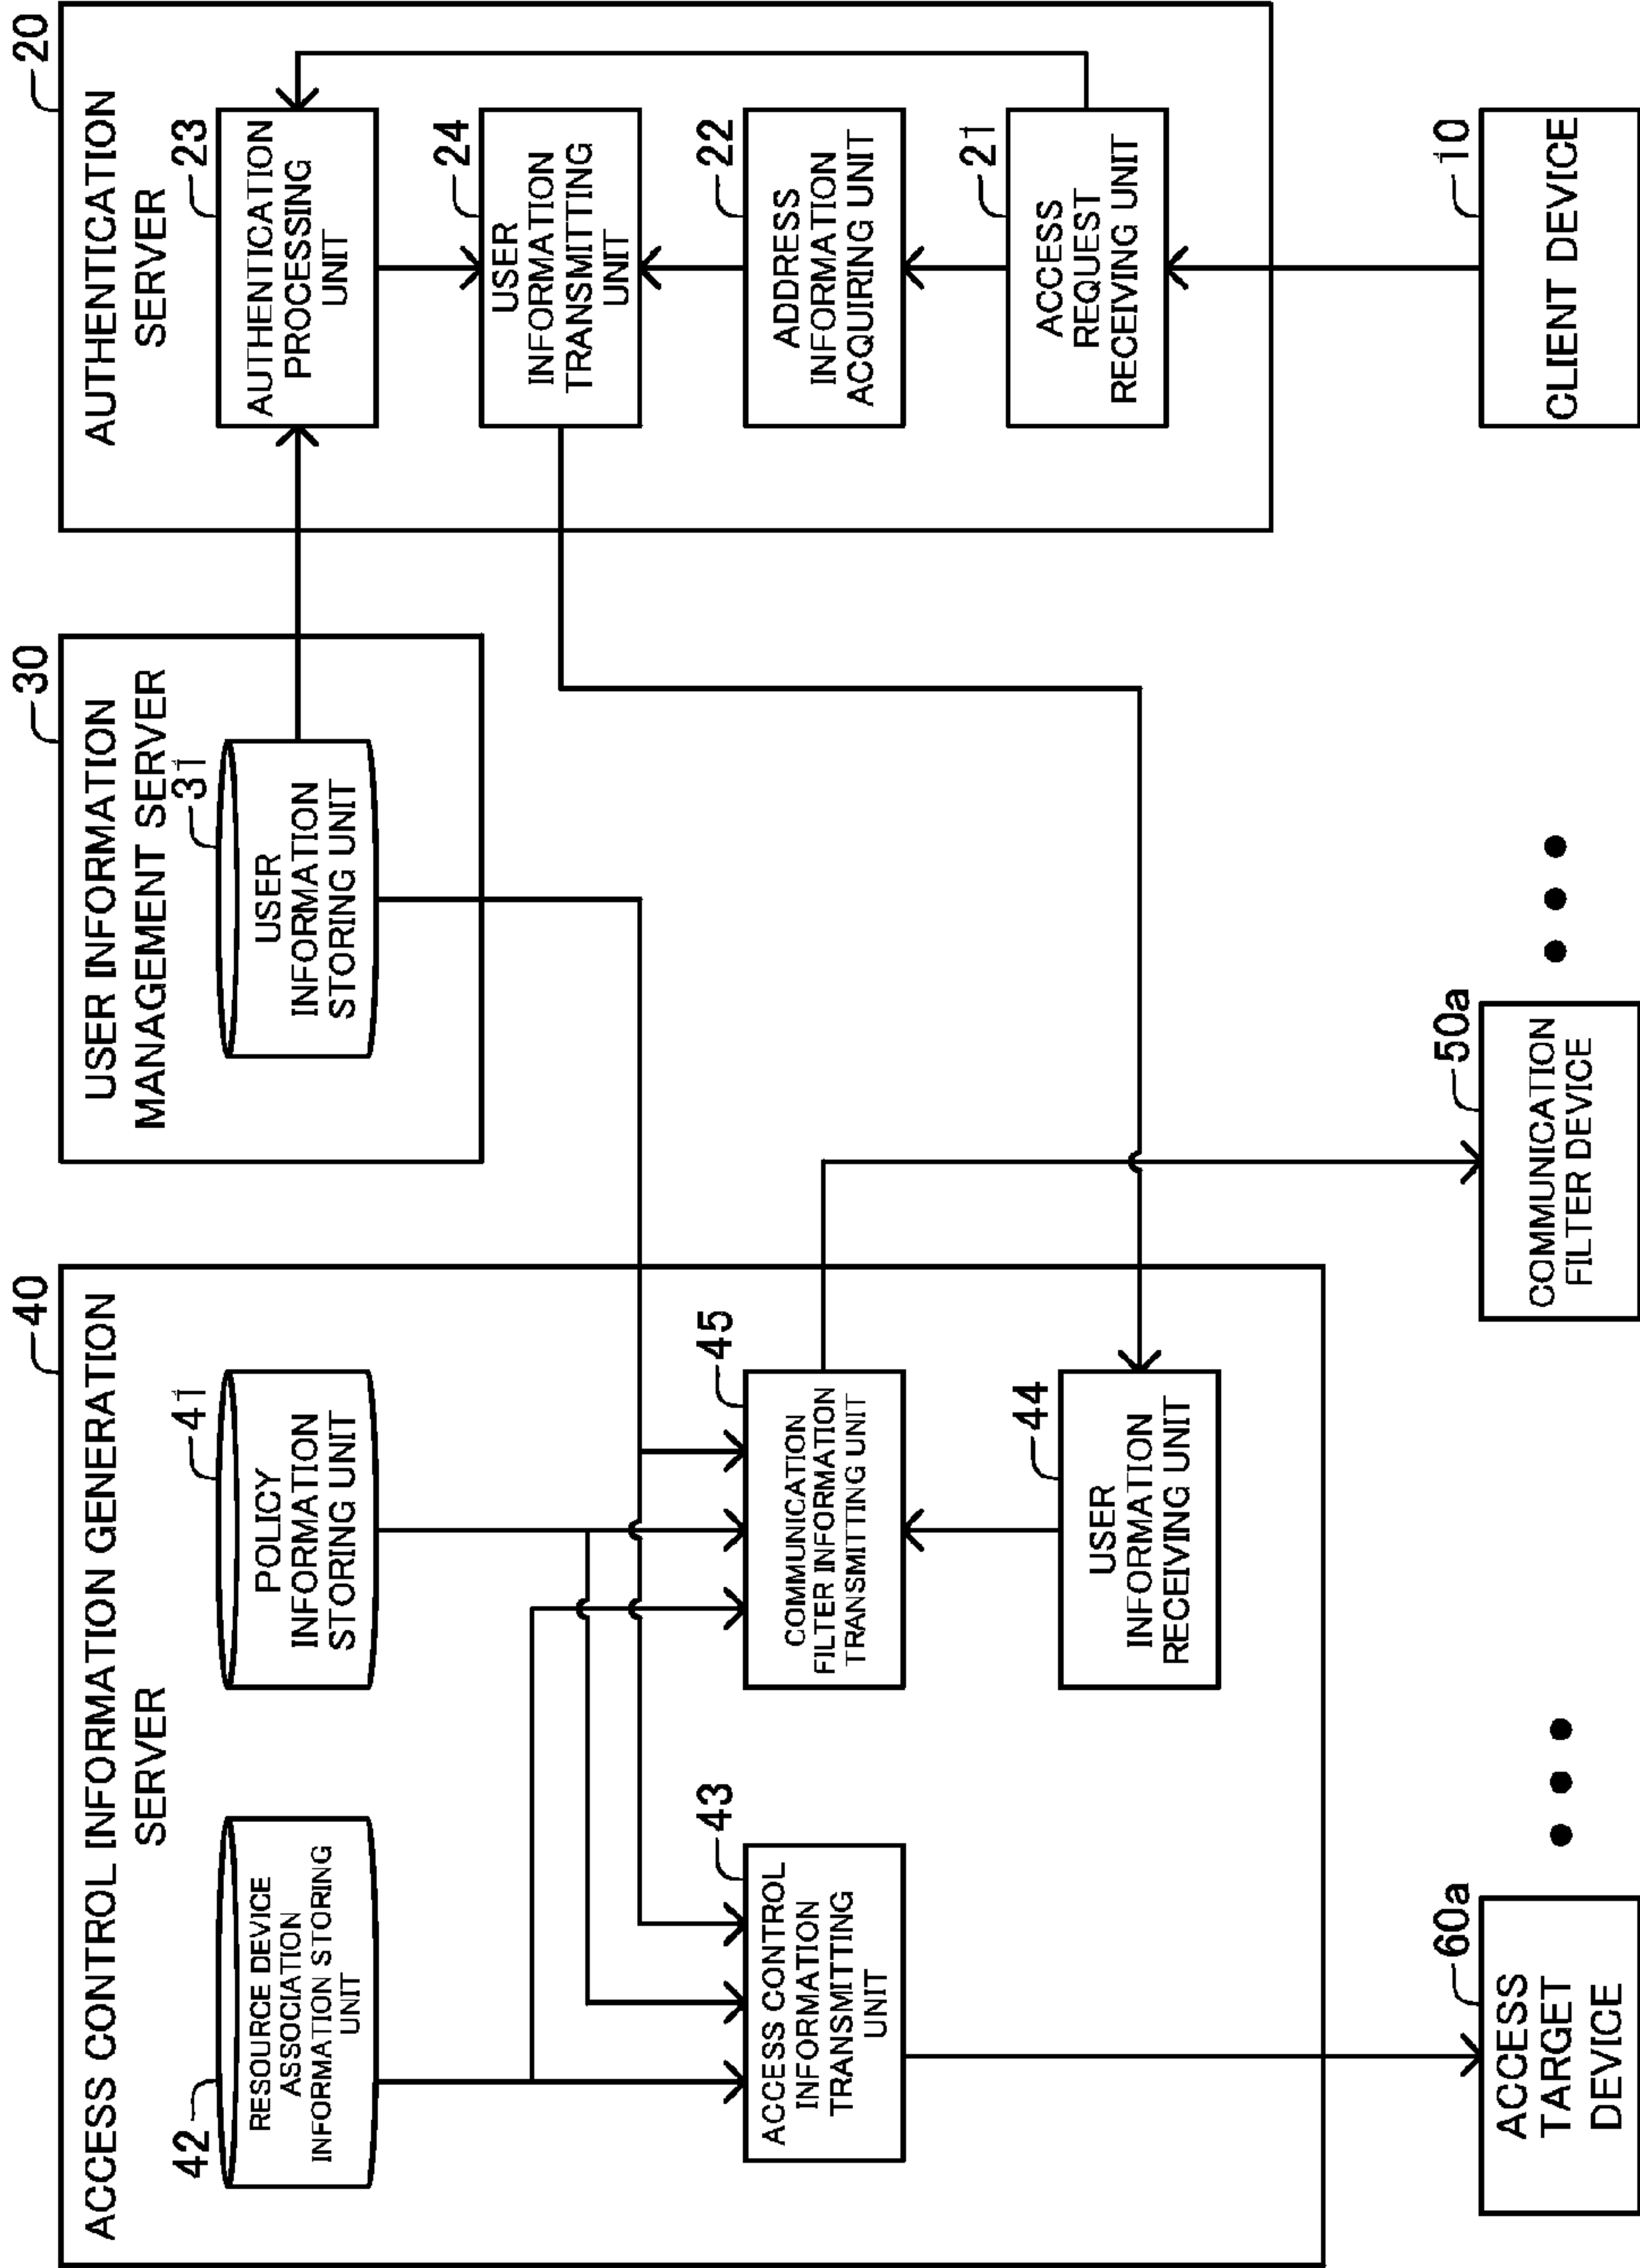 ACCESS CONTROL INFORMATION GENERATION
SERVER
40
42
RESOURCE DEVICE
ASSOCIATION
INFORMATION STORING
UNIT
41
POLICY
INFORMATION
STORING UNIT
43
ACCESS CONTROL
INFORMATION
TRANSMITTING
UNIT
45
COMMUNICATION
FILTER INFORMATION
TRANSMITTING UNIT
44
USER
INFORMATION
RECEIVING UNIT
30
USER INFORMATION
MANAGEMENT SERVER
31
USER
INFORMATION
STORING UNIT
20
AUTHENTICATION
SERVER
23
AUTHENTICATION
PROCESSING
UNIT
24
USER
INFORMATION
TRANSMITTING
UNIT
22
ADDRESS
INFORMATION
ACQUIRING UNIT
21
ACCESS
REQUEST
RECEIVING UNIT
60a
ACCESS
TARGET
DEVICE
50a
COMMUNICATION
FILTER DEVICE
10
CLIENT DEVICE